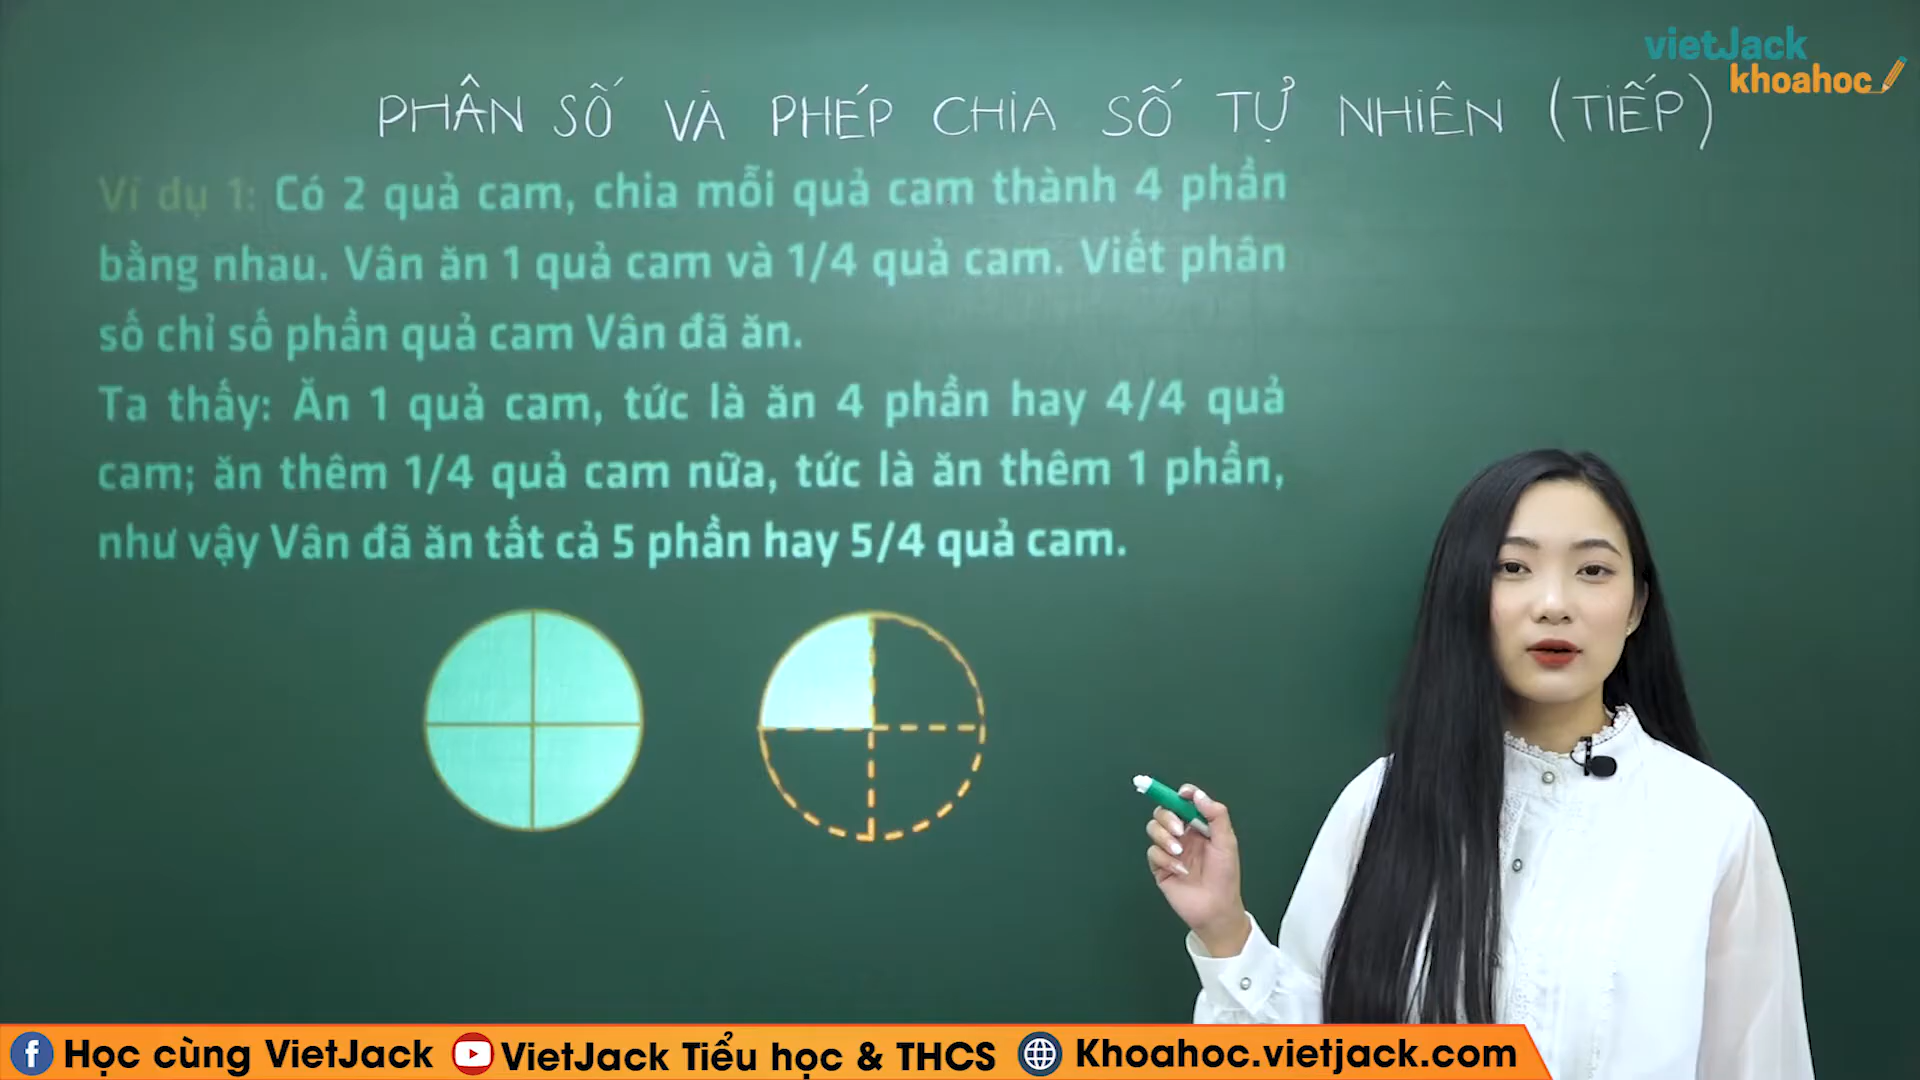 vietJack
khoahoc
PHÂN SỐ VÀ PHÉP CHIA SỐ TỰ NHIÊN (TIẾP)
Ví dụ 1: Có 2 quả cam, chia mỗi quả cam thành 4 phần
bằng nhau. Vân ăn 1 quả cam và 1/4 quả cam. Viết phân
số chỉ số phần quả cam Vân đã ăn.
Ta thấy: Ăn 1 quả cam, tức là ăn 4 phần hay 4/4 quả
cam; ăn thêm 1/4 quả cam nữa, tức là ăn thêm 1 phần,
như vậy Vân đã ăn tất cả 5 phần hay 5/4 quả cam.
Học cùng VietJack VietJack Tiểu học & THCS Khoahoc.vietjack.com